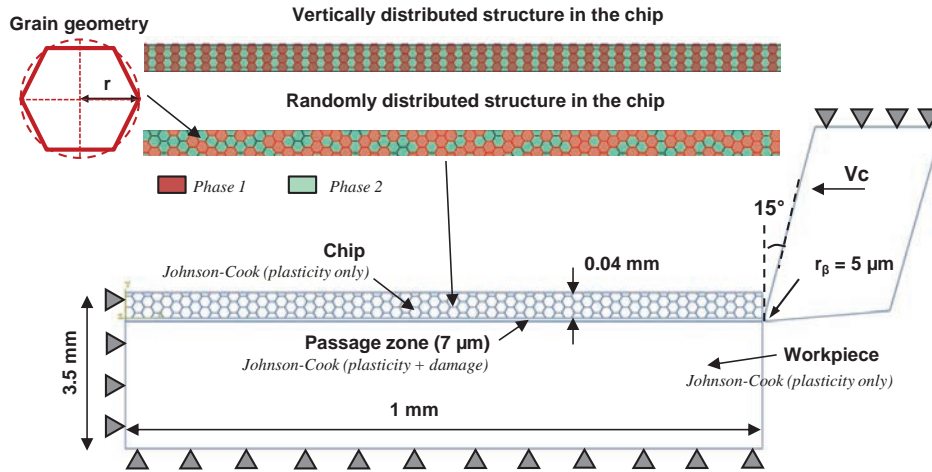 Vertically distributed structure in the chip
Grain geometry
r
Randomly distributed structure in the chip
Phase 1
Phase 2
Vc
15°
Chip
Johnson-Cook (plasticity only)
0.04 mm
rβ = 5 µm
Passage zone (7 µm)
Johnson-Cook (plasticity + damage)
Workpiece
Johnson-Cook (plasticity only)
3.5 mm
1 mm